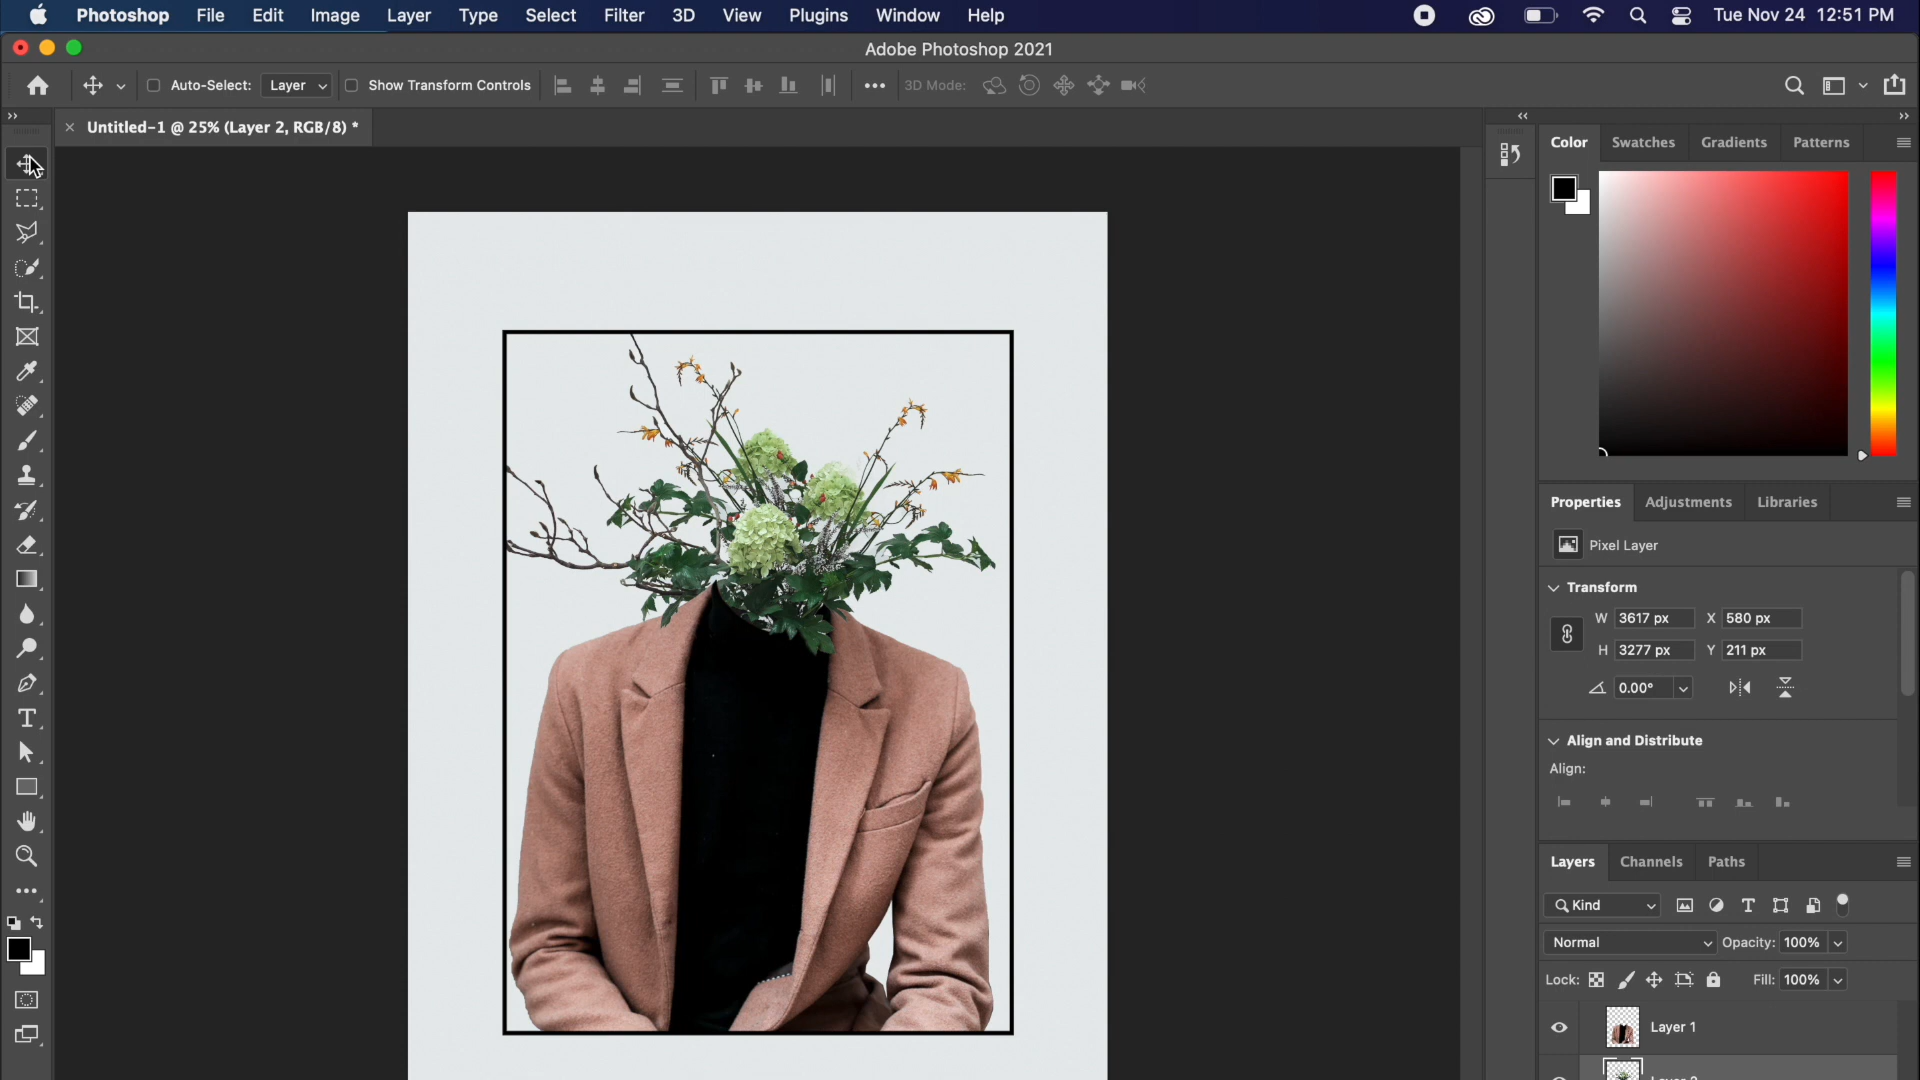 Photoshop File Edit Image Layer Type Select Filter 3D View Plugins Window Help Tue Nov 24 12:51 PM
Adobe Photoshop 2021
Auto-Select: Layer Show Transform Controls 3D Mode:
Untitled-1 @ 25% (Layer 2, RGB/8) *
Color Swatches Gradients Patterns
Properties Adjustments Libraries
Pixel Layer
Transform
W 3617 px X 580 px
H 3277 px Y 211 px
0.00°
Align and Distribute
Align:
Layers Channels Paths
Kind
Normal Opacity: 100%
Lock: Fill: 100%
Layer 1